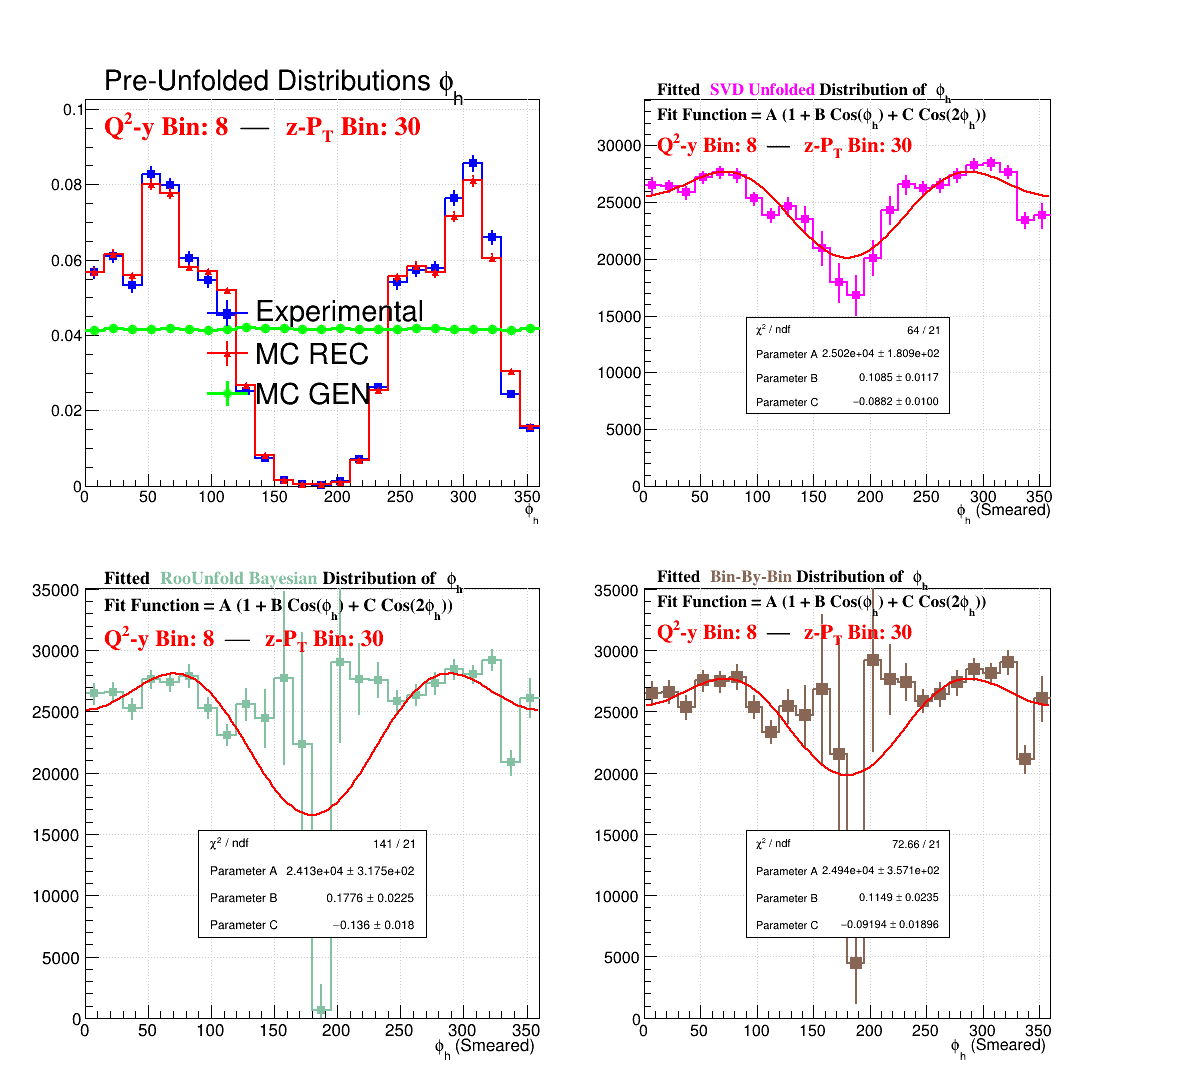 Pre-Unfolded Distributions ϕh
Q²-y Bin: 8 — z-PT Bin: 30
0.1
0.08
0.06
0.04
0.02
0
Experimental
MC REC
MC GEN
0 50 100 150 200 250 300 350
ϕh
Fitted SVD Unfolded Distribution of ϕh
Fit Function = A (1 + B Cos(ϕh) + C Cos(2ϕh))
Q²-y Bin: 8 — z-PT Bin: 30
30000
25000
20000
15000
10000
5000
0
χ² / ndf 64 / 21
Parameter A 2.502e+04 ± 1.809e+02
Parameter B 0.1085 ± 0.0117
Parameter C −0.0882 ± 0.0100
0 50 100 150 200 250 300 350
ϕh (Smeared)
Fitted RooUnfold Bayesian Distribution of ϕh
Fit Function = A (1 + B Cos(ϕh) + C Cos(2ϕh))
Q²-y Bin: 8 — z-PT Bin: 30
35000
30000
25000
20000
15000
10000
5000
0
χ² / ndf 141 / 21
Parameter A 2.413e+04 ± 3.175e+02
Parameter B 0.1776 ± 0.0225
Parameter C −0.136 ± 0.018
0 50 100 150 200 250 300 350
ϕh (Smeared)
Fitted Bin-By-Bin Distribution of ϕh
Fit Function = A (1 + B Cos(ϕh) + C Cos(2ϕh))
Q²-y Bin: 8 — z-PT Bin: 30
35000
30000
25000
20000
15000
10000
5000
0
χ² / ndf 72.66 / 21
Parameter A 2.494e+04 ± 3.571e+02
Parameter B 0.1149 ± 0.0235
Parameter C −0.09194 ± 0.01896
0 50 100 150 200 250 300 350
ϕh (Smeared)